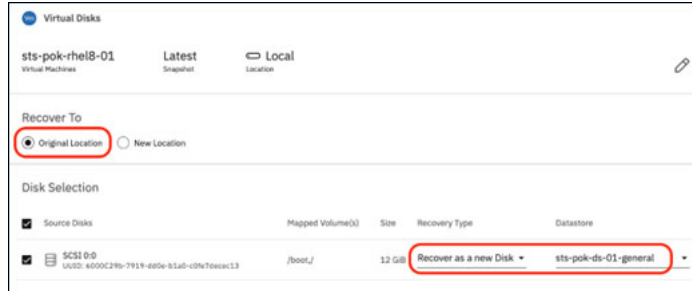 Virtual Disks
sts-pok-rhel8-01 Latest Local
Virtual Machines Snapshot Location
Recover To
Original Location New Location
Disk Selection
Source Disks Mapped Volume(s) Size Recovery Type Datastore
SCSI 0:0 /boot,/ 12 GiB Recover as a new Disk sts-pok-ds-01-general
UUID: